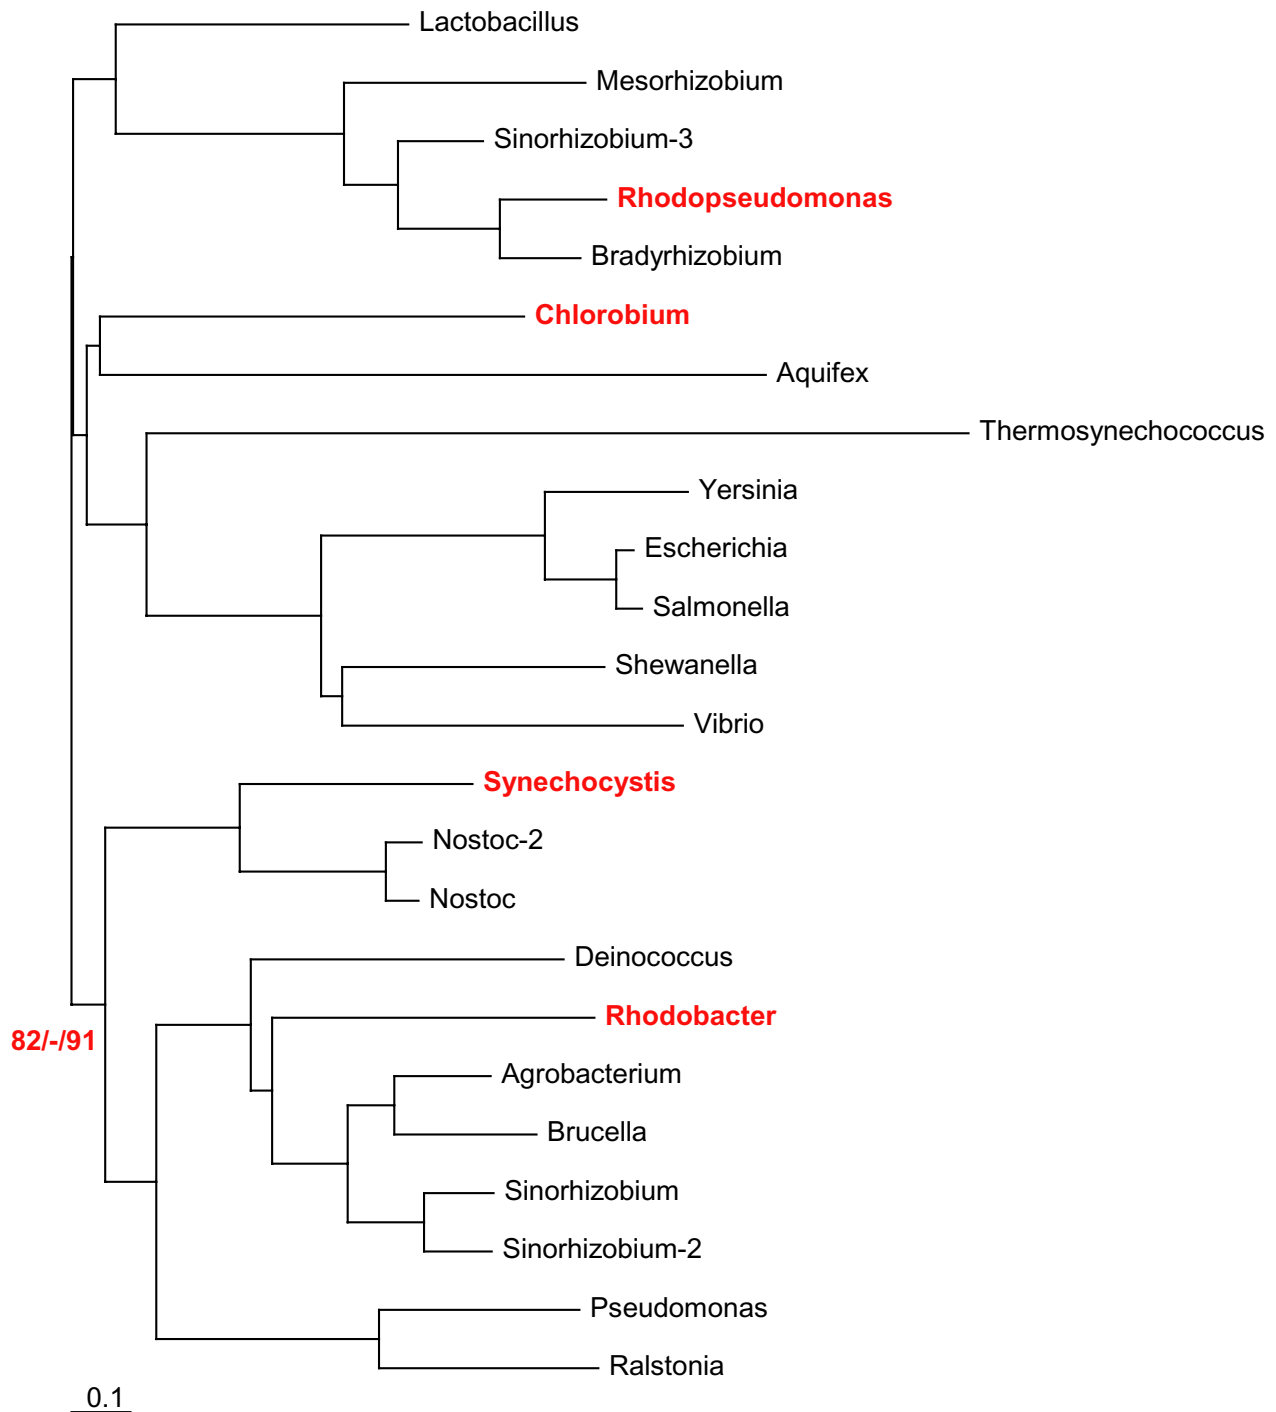 Lactobacillus
Mesorhizobium
Sinorhizobium-3
Rhodopseudomonas
Bradyrhizobium
Chlorobium
Aquifex
Thermosynechococcus
Yersinia
Escherichia
Salmonella
Shewanella
Vibrio
Synechocystis
Nostoc-2
Nostoc
Deinococcus
Rhodobacter
82/-/91
Agrobacterium
Brucella
Sinorhizobium
Sinorhizobium-2
Pseudomonas
Ralstonia
0.1